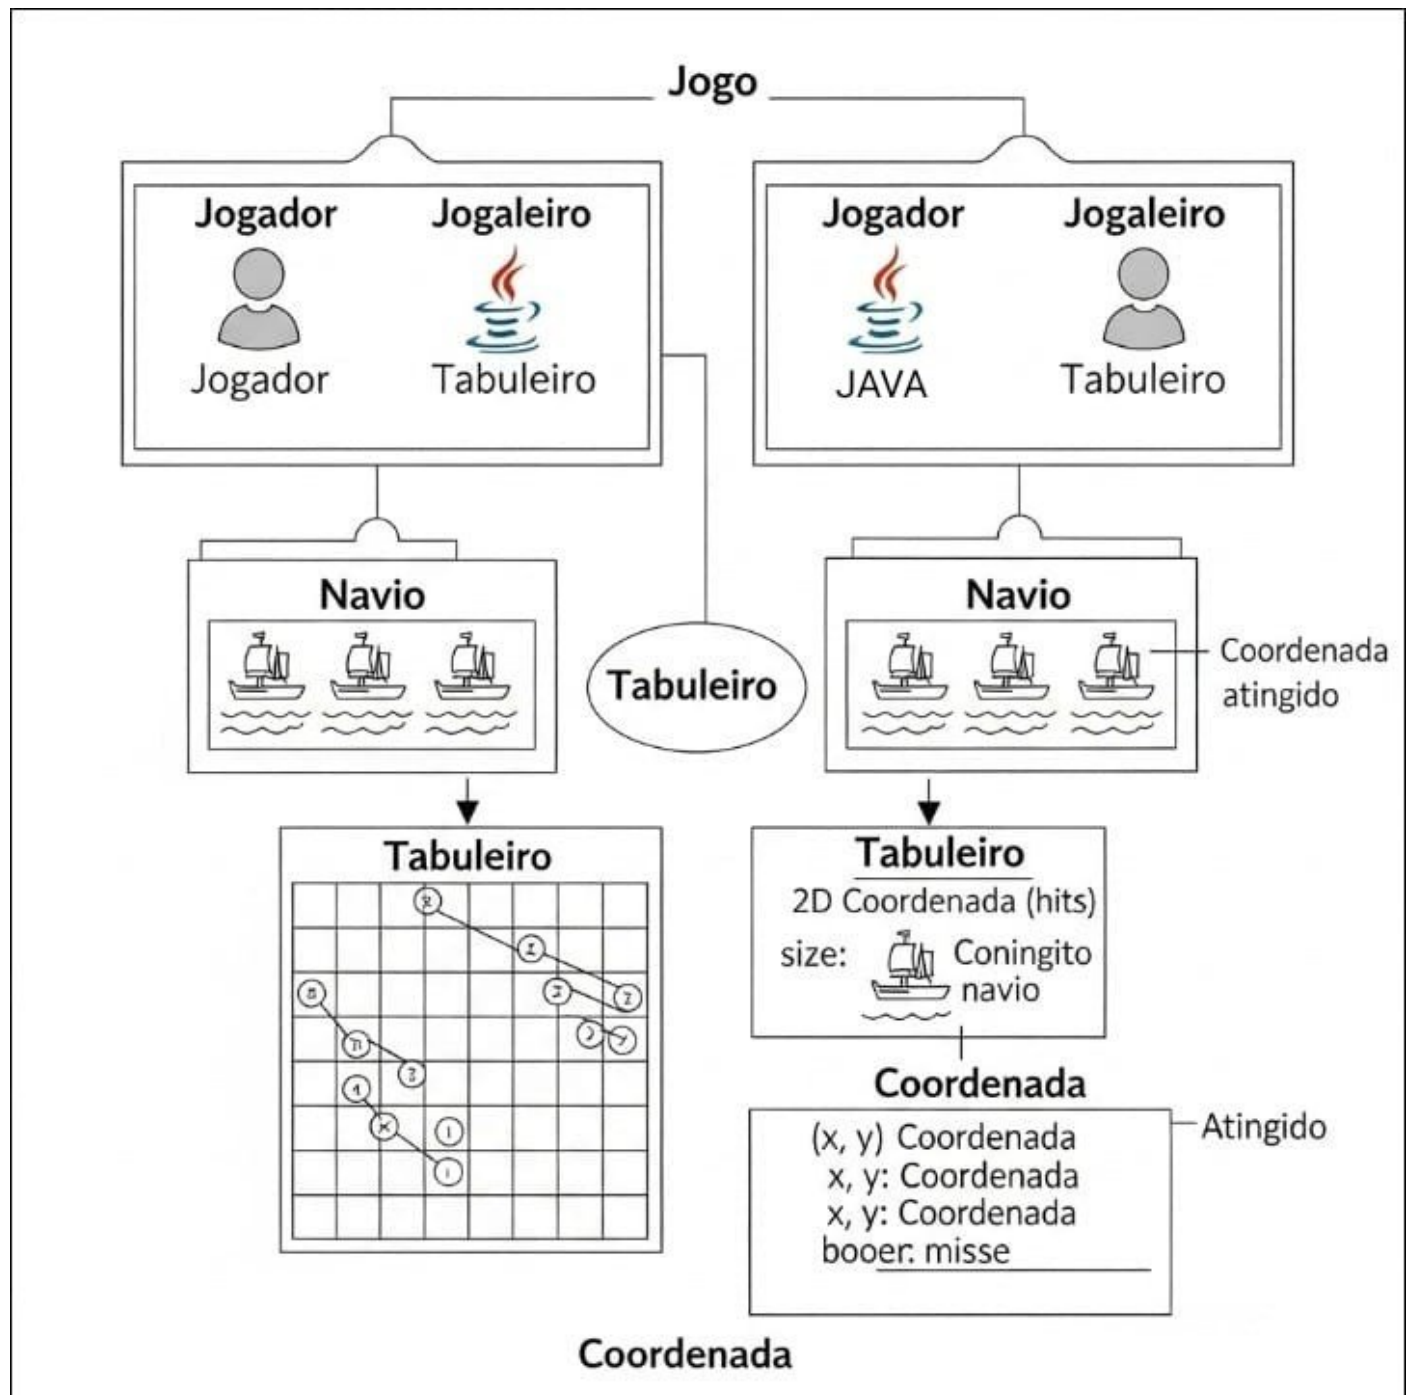 Jogo
Jogador
Jogaleiro
Jogador
Tabuleiro
Jogador
Jogaleiro
JAVA
Tabuleiro
Navio
Tabuleiro
Navio
Coordenada
atingido
Tabuleiro
Tabuleiro
2D Coordenada (hits)
size: Coningito
navio
Coordenada
(x, y) Coordenada
x, y: Coordenada
x, y: Coordenada
booer: misse
Atingido
Coordenada